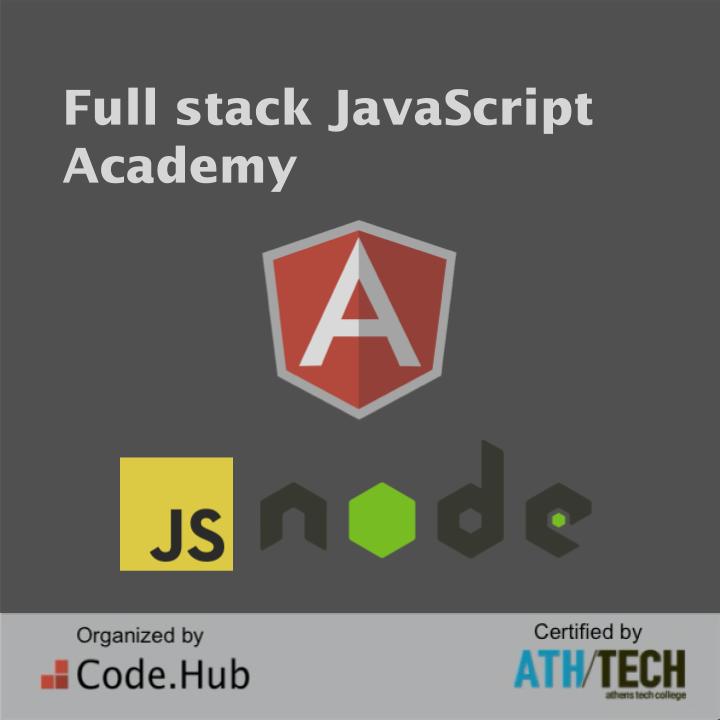 Full stack JavaScript
Academy
A
JS
node
Organized by
Code.Hub
Certified by
ATH/TECH
athens tech college